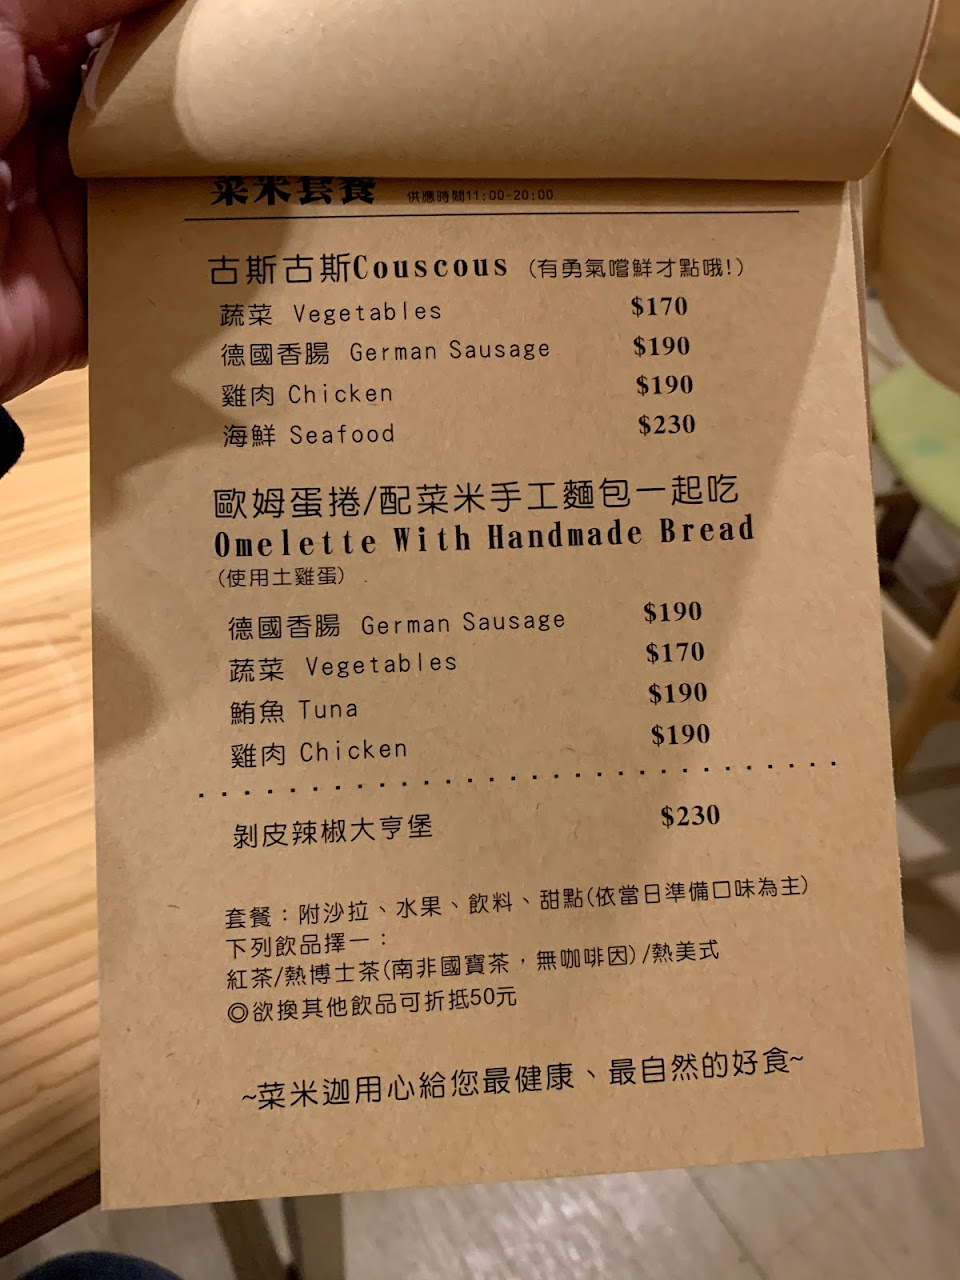 菜米套餐 供應時間11:00-20:00
古斯古斯Couscous (有勇氣嚐鮮才點哦!)
蔬菜 Vegetables $170
德國香腸 German Sausage $190
雞肉 Chicken $190
海鮮 Seafood $230
歐姆蛋捲/配菜米手工麵包一起吃
Omelette With Handmade Bread
(使用土雞蛋)
德國香腸 German Sausage $190
蔬菜 Vegetables $170
鮪魚 Tuna $190
雞肉 Chicken $190
剝皮辣椒大亨堡 $230
套餐：附沙拉、水果、飲料、甜點(依當日準備口味為主)
下列飲品擇一：
紅茶/熱博士茶(南非國寶茶，無咖啡因)/熱美式
◎欲換其他飲品可折抵50元
~菜米迦用心給您最健康、最自然的好食~